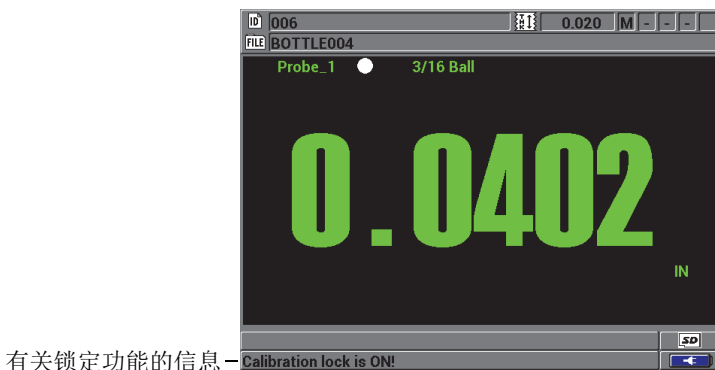 ID 006 THK 0.020 M - - -
FILE BOTTLE004
Probe_1 3/16 Ball
0.0402
IN
SD
有关锁定功能的信息
Calibration lock is ON!